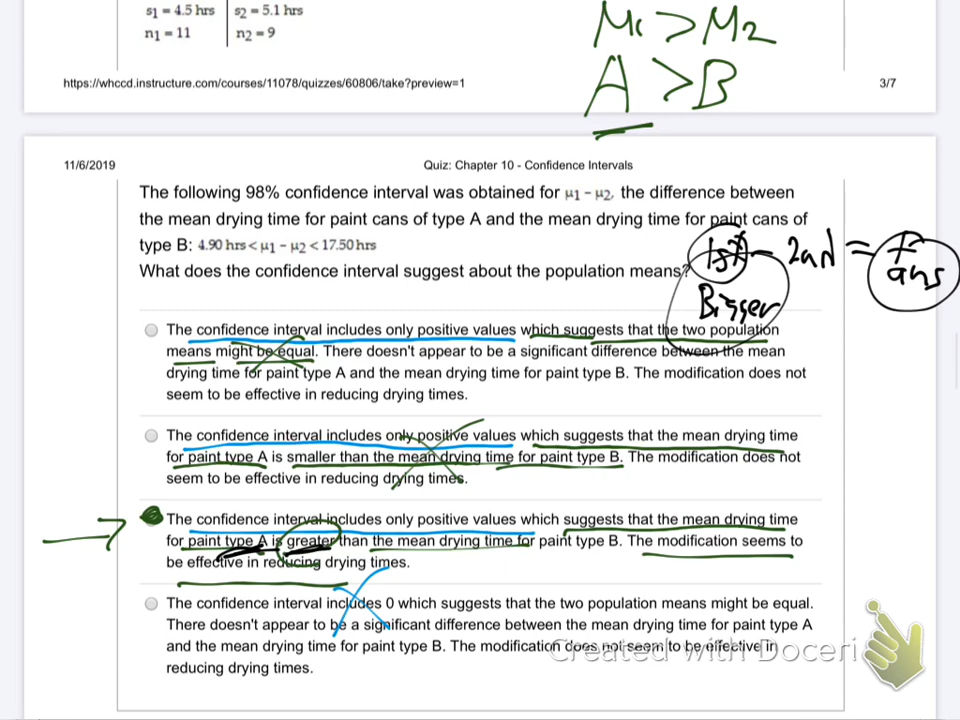 s1 = 4.5 hrs s2 = 5.1 hrs
n1 = 11 n2 = 9
μ1 > μ2
A > B
https://whccd.instructure.com/courses/11078/quizzes/60806/take?preview=1 3/7
11/6/2019 Quiz: Chapter 10 - Confidence Intervals
The following 98% confidence interval was obtained for μ1 − μ2, the difference between
the mean drying time for paint cans of type A and the mean drying time for paint cans of
type B: 4.90 hrs < μ1 − μ2 < 17.50 hrs
What does the confidence interval suggest about the population means?
1st − 2nd = + ans
Bigger
The confidence interval includes only positive values which suggests that the two population
means might be equal. There doesn't appear to be a significant difference between the mean
drying time for paint type A and the mean drying time for paint type B. The modification does not
seem to be effective in reducing drying times.
The confidence interval includes only positive values which suggests that the mean drying time
for paint type A is smaller than the mean drying time for paint type B. The modification does not
seem to be effective in reducing drying times.
The confidence interval includes only positive values which suggests that the mean drying time
for paint type A is greater than the mean drying time for paint type B. The modification seems to
be effective in reducing drying times.
The confidence interval includes 0 which suggests that the two population means might be equal.
There doesn't appear to be a significant difference between the mean drying time for paint type A
and the mean drying time for paint type B. The modification does not seem to be effective in
reducing drying times.
Created with Doceri